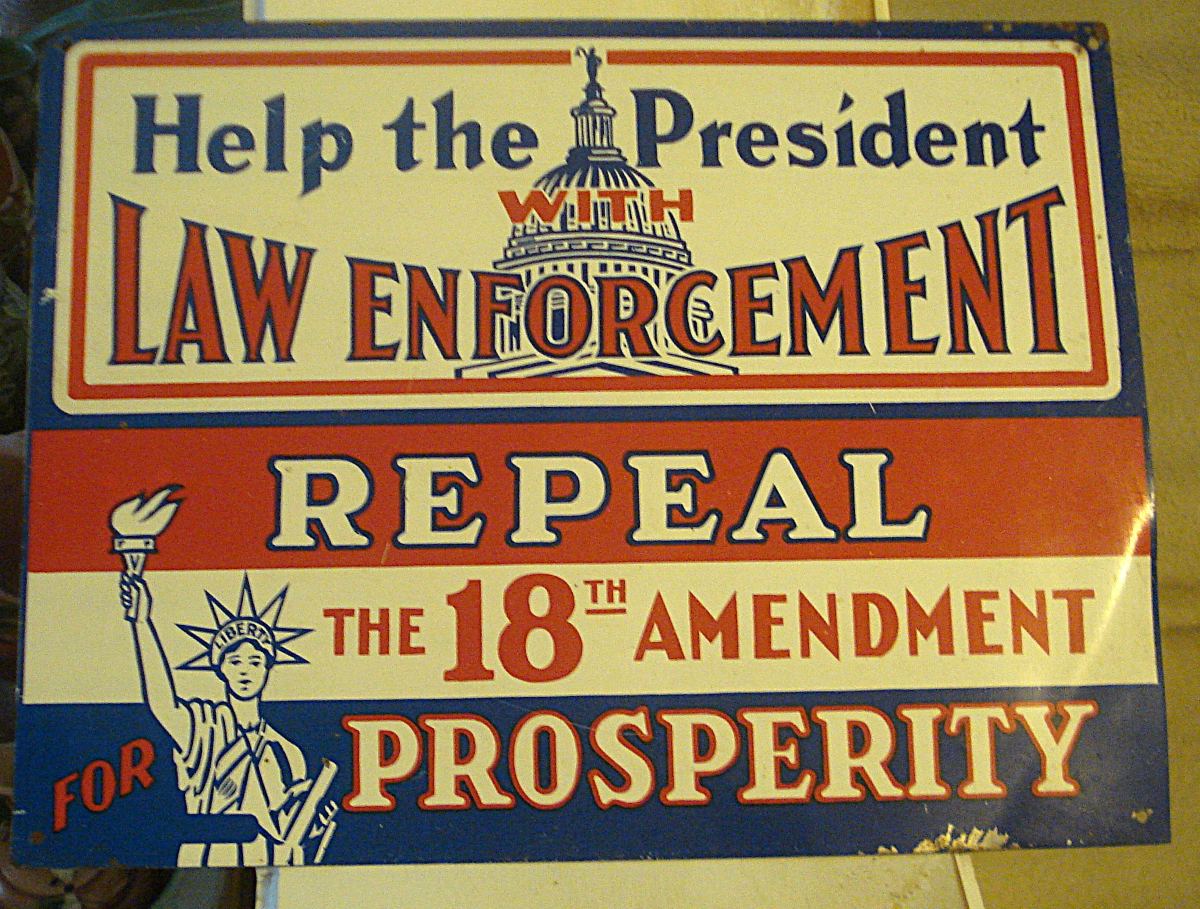 Help the President
WITH
LAW ENFORCEMENT
REPEAL
THE 18TH AMENDMENT
LIBERTY
FOR PROSPERITY